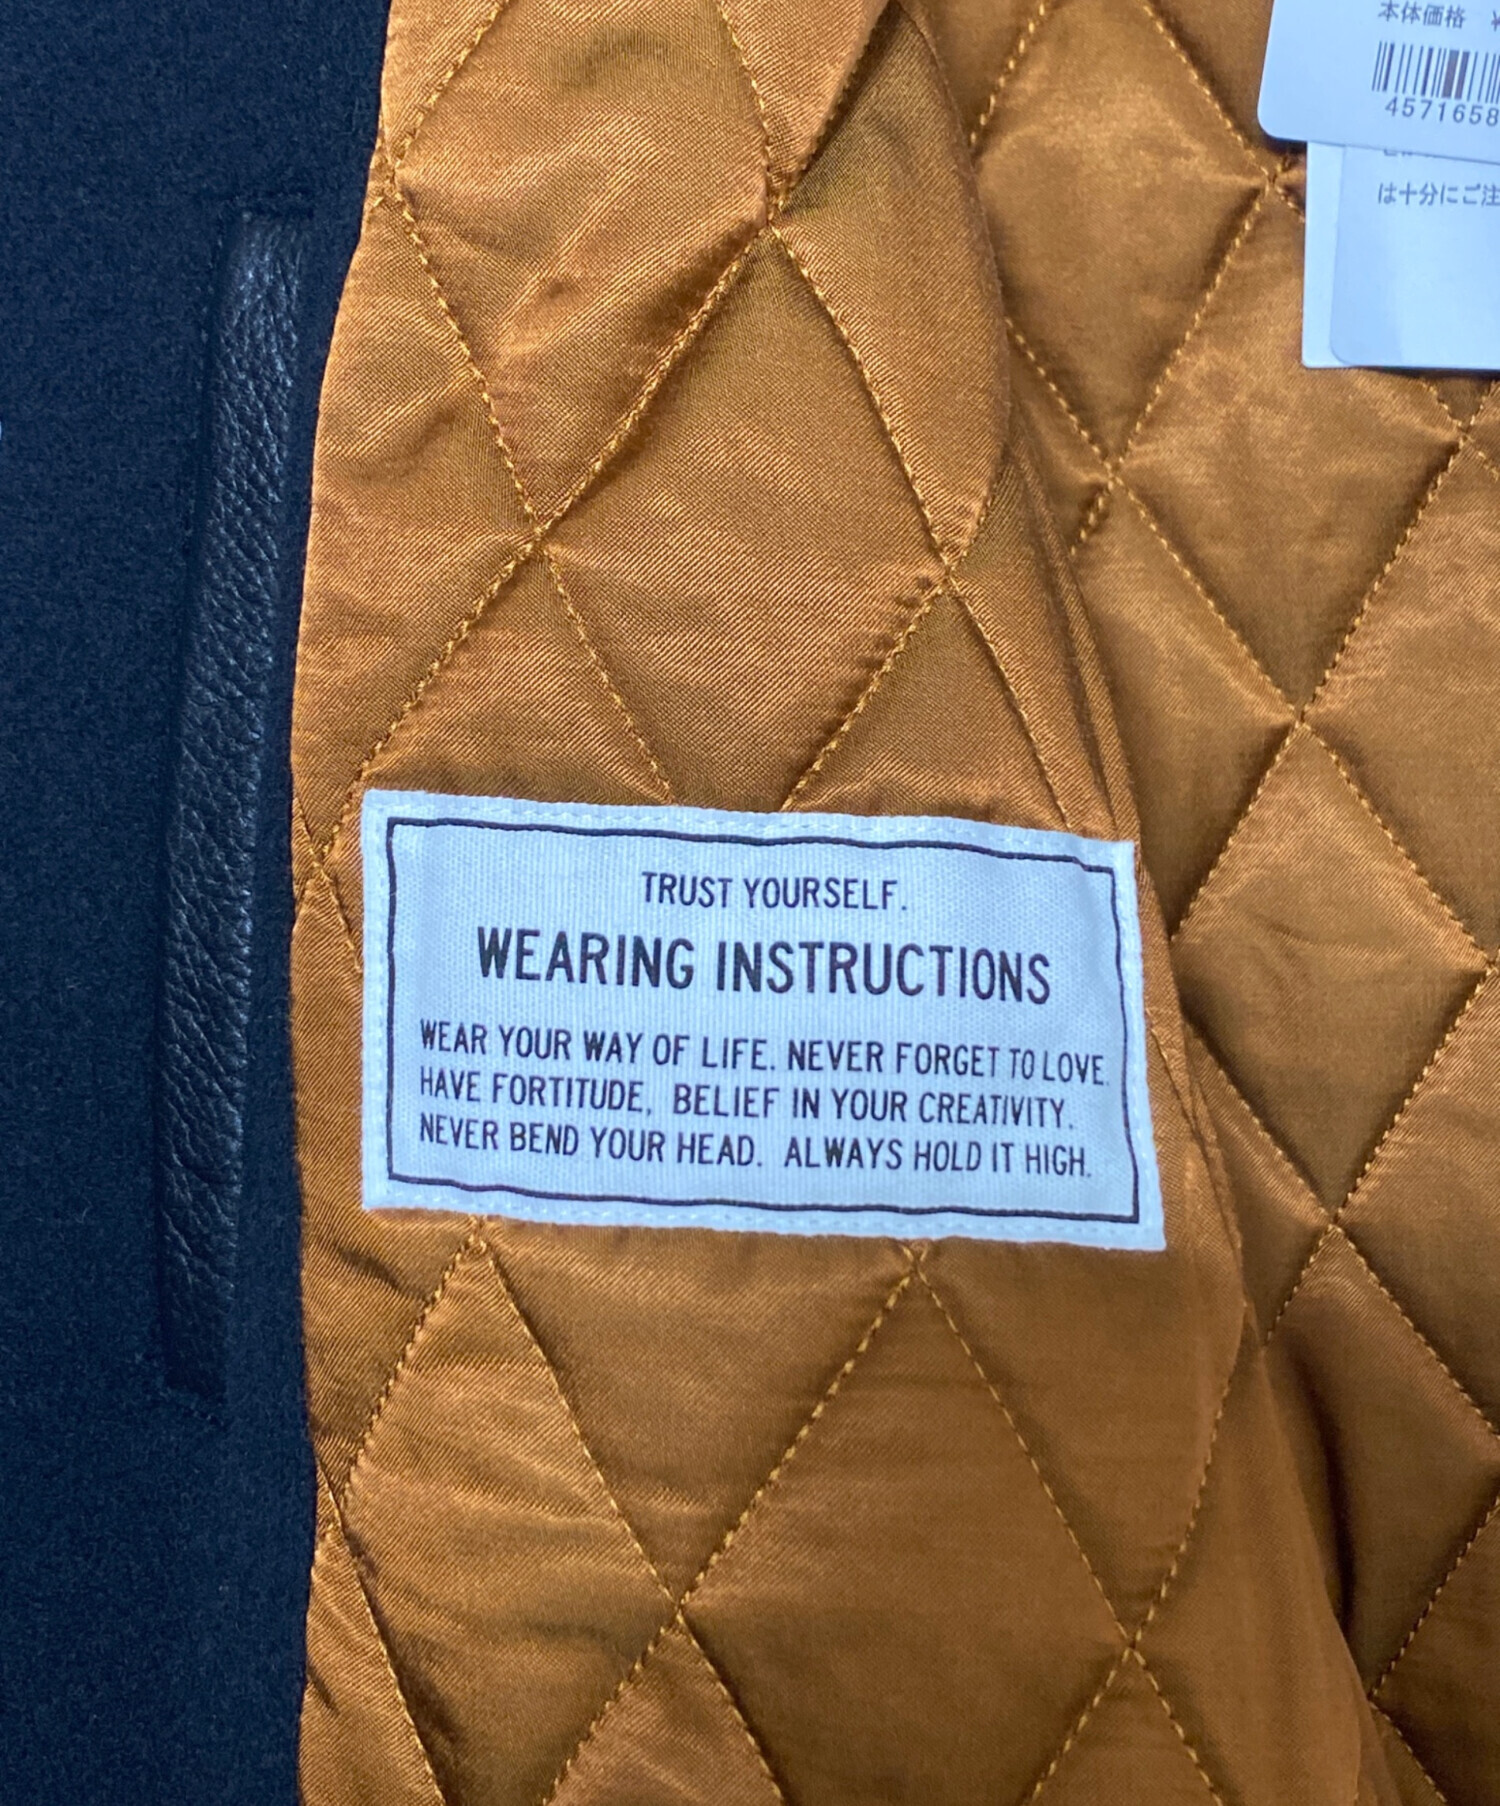 本体価格 ¥
4571658
は十分にご注
TRUST YOURSELF.
WEARING INSTRUCTIONS
WEAR YOUR WAY OF LIFE. NEVER FORGET TO LOVE.
HAVE FORTITUDE, BELIEF IN YOUR CREATIVITY.
NEVER BEND YOUR HEAD. ALWAYS HOLD IT HIGH.